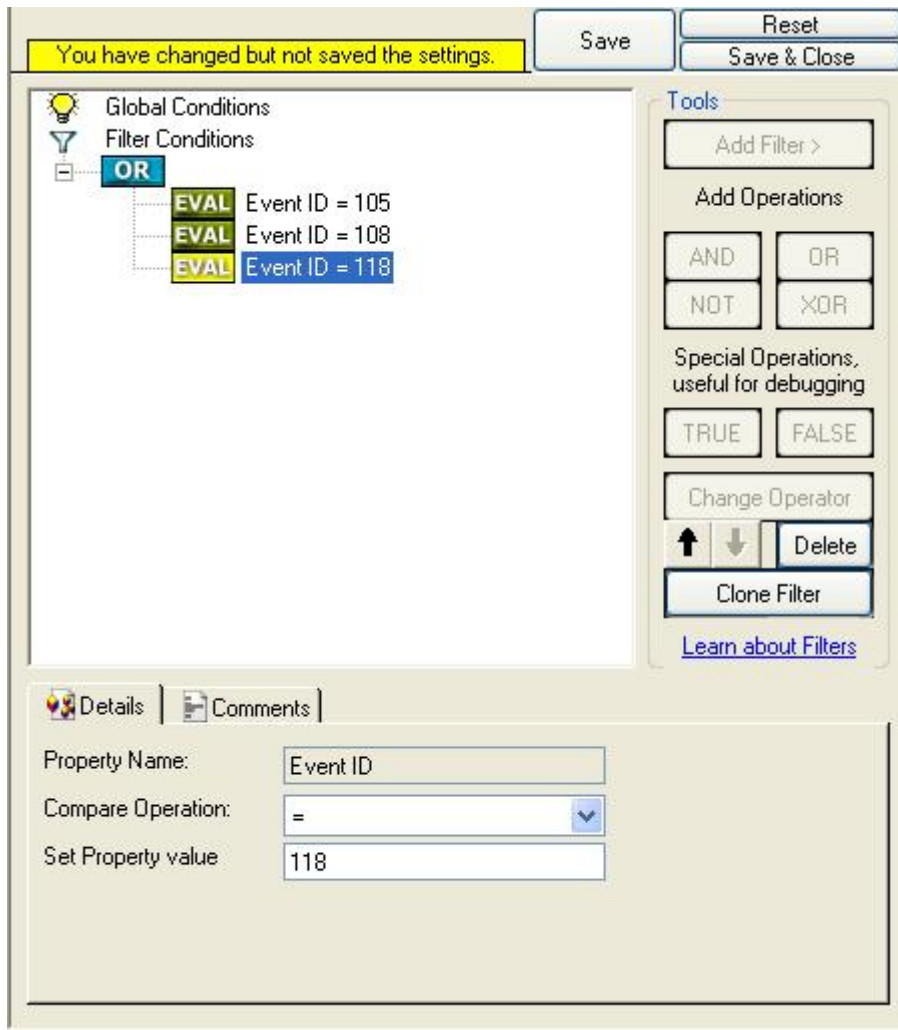 You have changed but not saved the settings.
Save
Reset
Save & Close
Global Conditions
Filter Conditions
OR
EVAL Event ID = 105
EVAL Event ID = 108
EVAL Event ID = 118
Tools
Add Filter >
Add Operations
AND
OR
NOT
XOR
Special Operations,
useful for debugging
TRUE
FALSE
Change Operator
Delete
Clone Filter
Learn about Filters
Details
Comments
Property Name:
Event ID
Compare Operation:
=
Set Property value
118